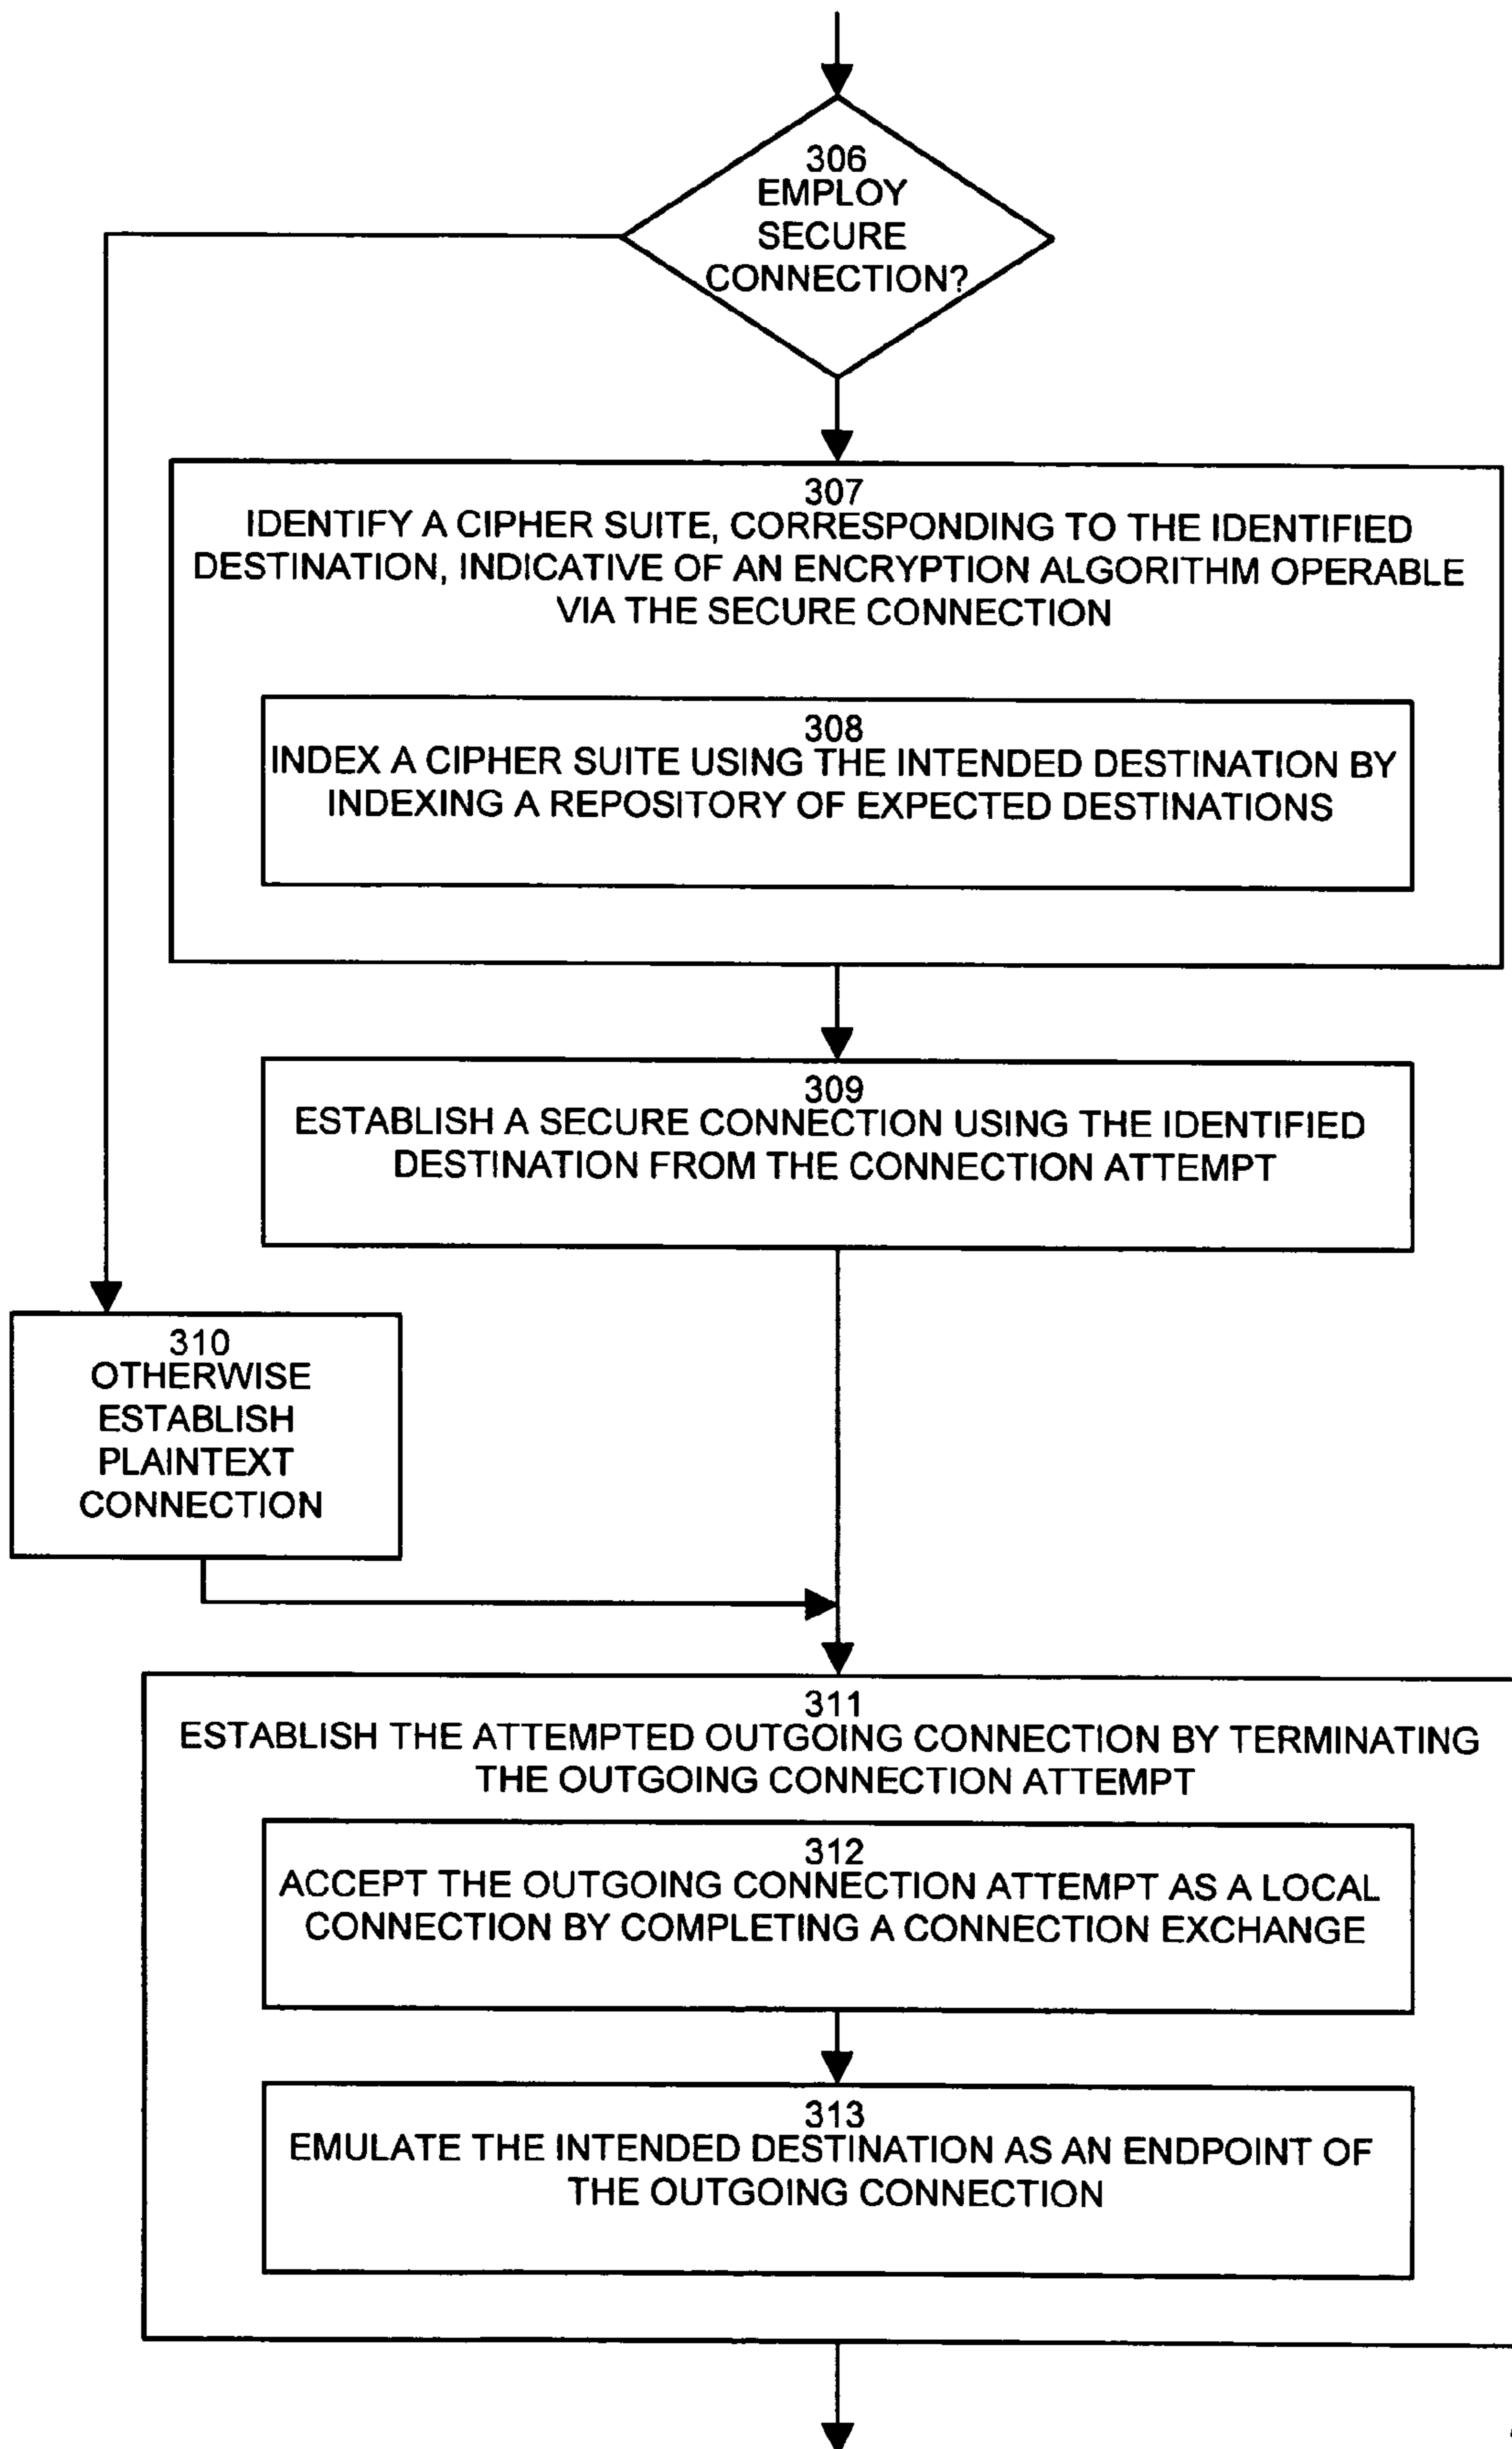 306
EMPLOY
SECURE
CONNECTION?
307
IDENTIFY A CIPHER SUITE, CORRESPONDING TO THE IDENTIFIED
DESTINATION, INDICATIVE OF AN ENCRYPTION ALGORITHM OPERABLE
VIA THE SECURE CONNECTION
308
INDEX A CIPHER SUITE USING THE INTENDED DESTINATION BY
INDEXING A REPOSITORY OF EXPECTED DESTINATIONS
309
ESTABLISH A SECURE CONNECTION USING THE IDENTIFIED
DESTINATION FROM THE CONNECTION ATTEMPT
310
OTHERWISE
ESTABLISH
PLAINTEXT
CONNECTION
311
ESTABLISH THE ATTEMPTED OUTGOING CONNECTION BY TERMINATING
THE OUTGOING CONNECTION ATTEMPT
312
ACCEPT THE OUTGOING CONNECTION ATTEMPT AS A LOCAL
CONNECTION BY COMPLETING A CONNECTION EXCHANGE
313
EMULATE THE INTENDED DESTINATION AS AN ENDPOINT OF
THE OUTGOING CONNECTION